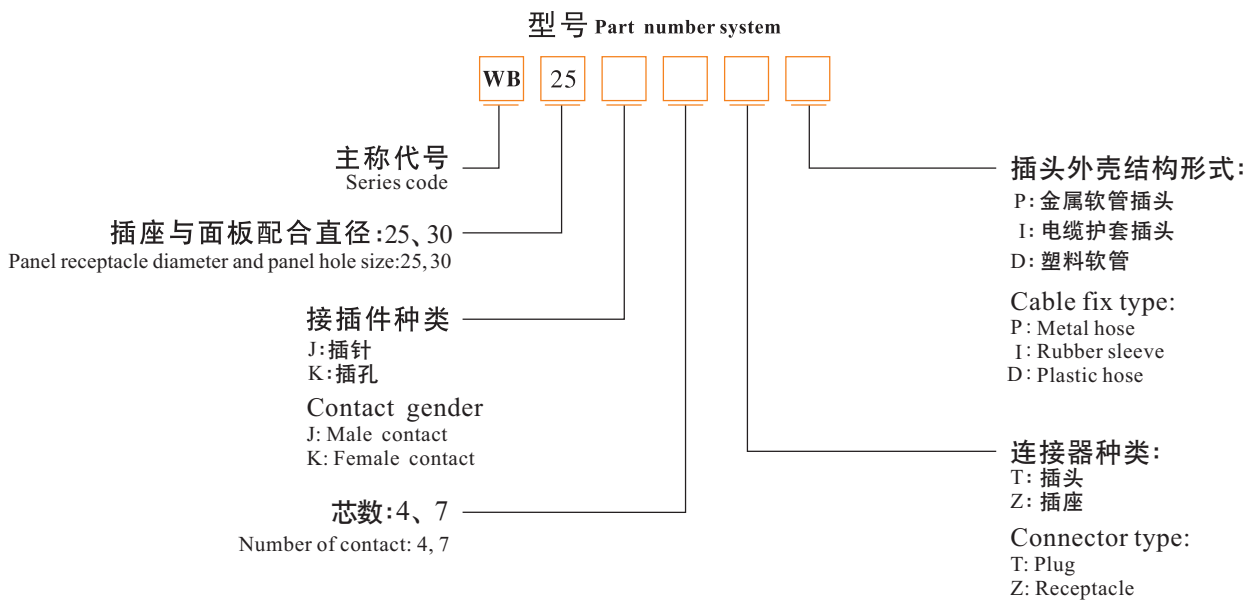 型号 Part number system
WB 25
主称代号
Series code
插座与面板配合直径:25、30
Panel receptacle diameter and panel hole size:25,30
接插件种类
J:插针
K:插孔
Contact gender
J: Male contact
K: Female contact
芯数:4、7
Number of contact: 4, 7
插头外壳结构形式:
P:金属软管插头
I:电缆护套插头
D:塑料软管
Cable fix type:
P: Metal hose
I: Rubber sleeve
D: Plastic hose
连接器种类:
T:插头
Z:插座
Connector type:
T: Plug
Z: Receptacle